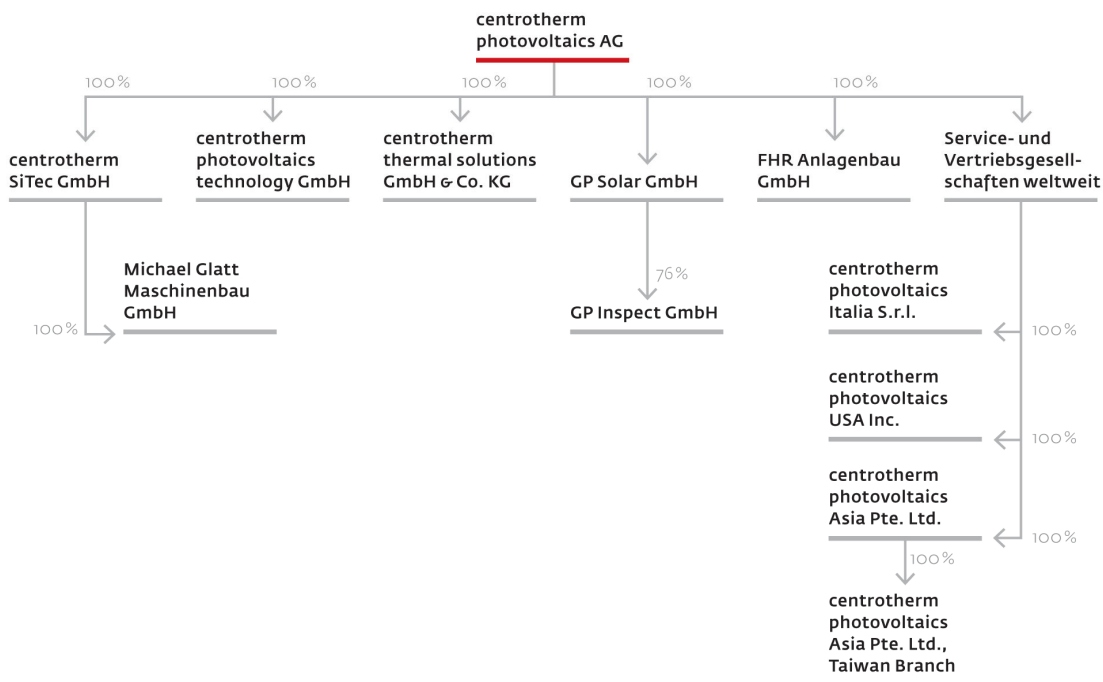 centrotherm
photovoltaics AG
100%
100%
100%
100%
100%
centrotherm
SiTec GmbH
centrotherm
photovoltaics
technology GmbH
centrotherm
thermal solutions
GmbH & Co. KG
GP Solar GmbH
FHR Anlagenbau
GmbH
Service- und
Vertriebsgesell-
schaften weltweit
Michael Glatt
Maschinenbau
GmbH
100%
76%
GP Inspect GmbH
centrotherm
photovoltaics
Italia S.r.l.
100%
centrotherm
photovoltaics
USA Inc.
100%
centrotherm
photovoltaics
Asia Pte. Ltd.
100%
100%
centrotherm
photovoltaics
Asia Pte. Ltd.,
Taiwan Branch